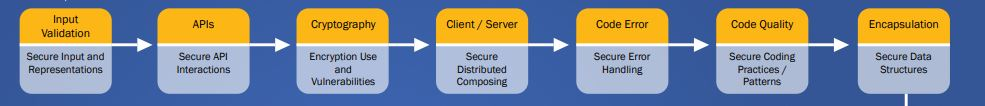 Input
Validation
Secure Input and
Representations
APIs
Secure API
Interactions
Cryptography
Encryption Use
and
Vulnerabilities
Client / Server
Secure
Distributed
Composing
Code Error
Secure Error
Handling
Code Quality
Secure Coding
Practices /
Patterns
Encapsulation
Secure Data
Structures